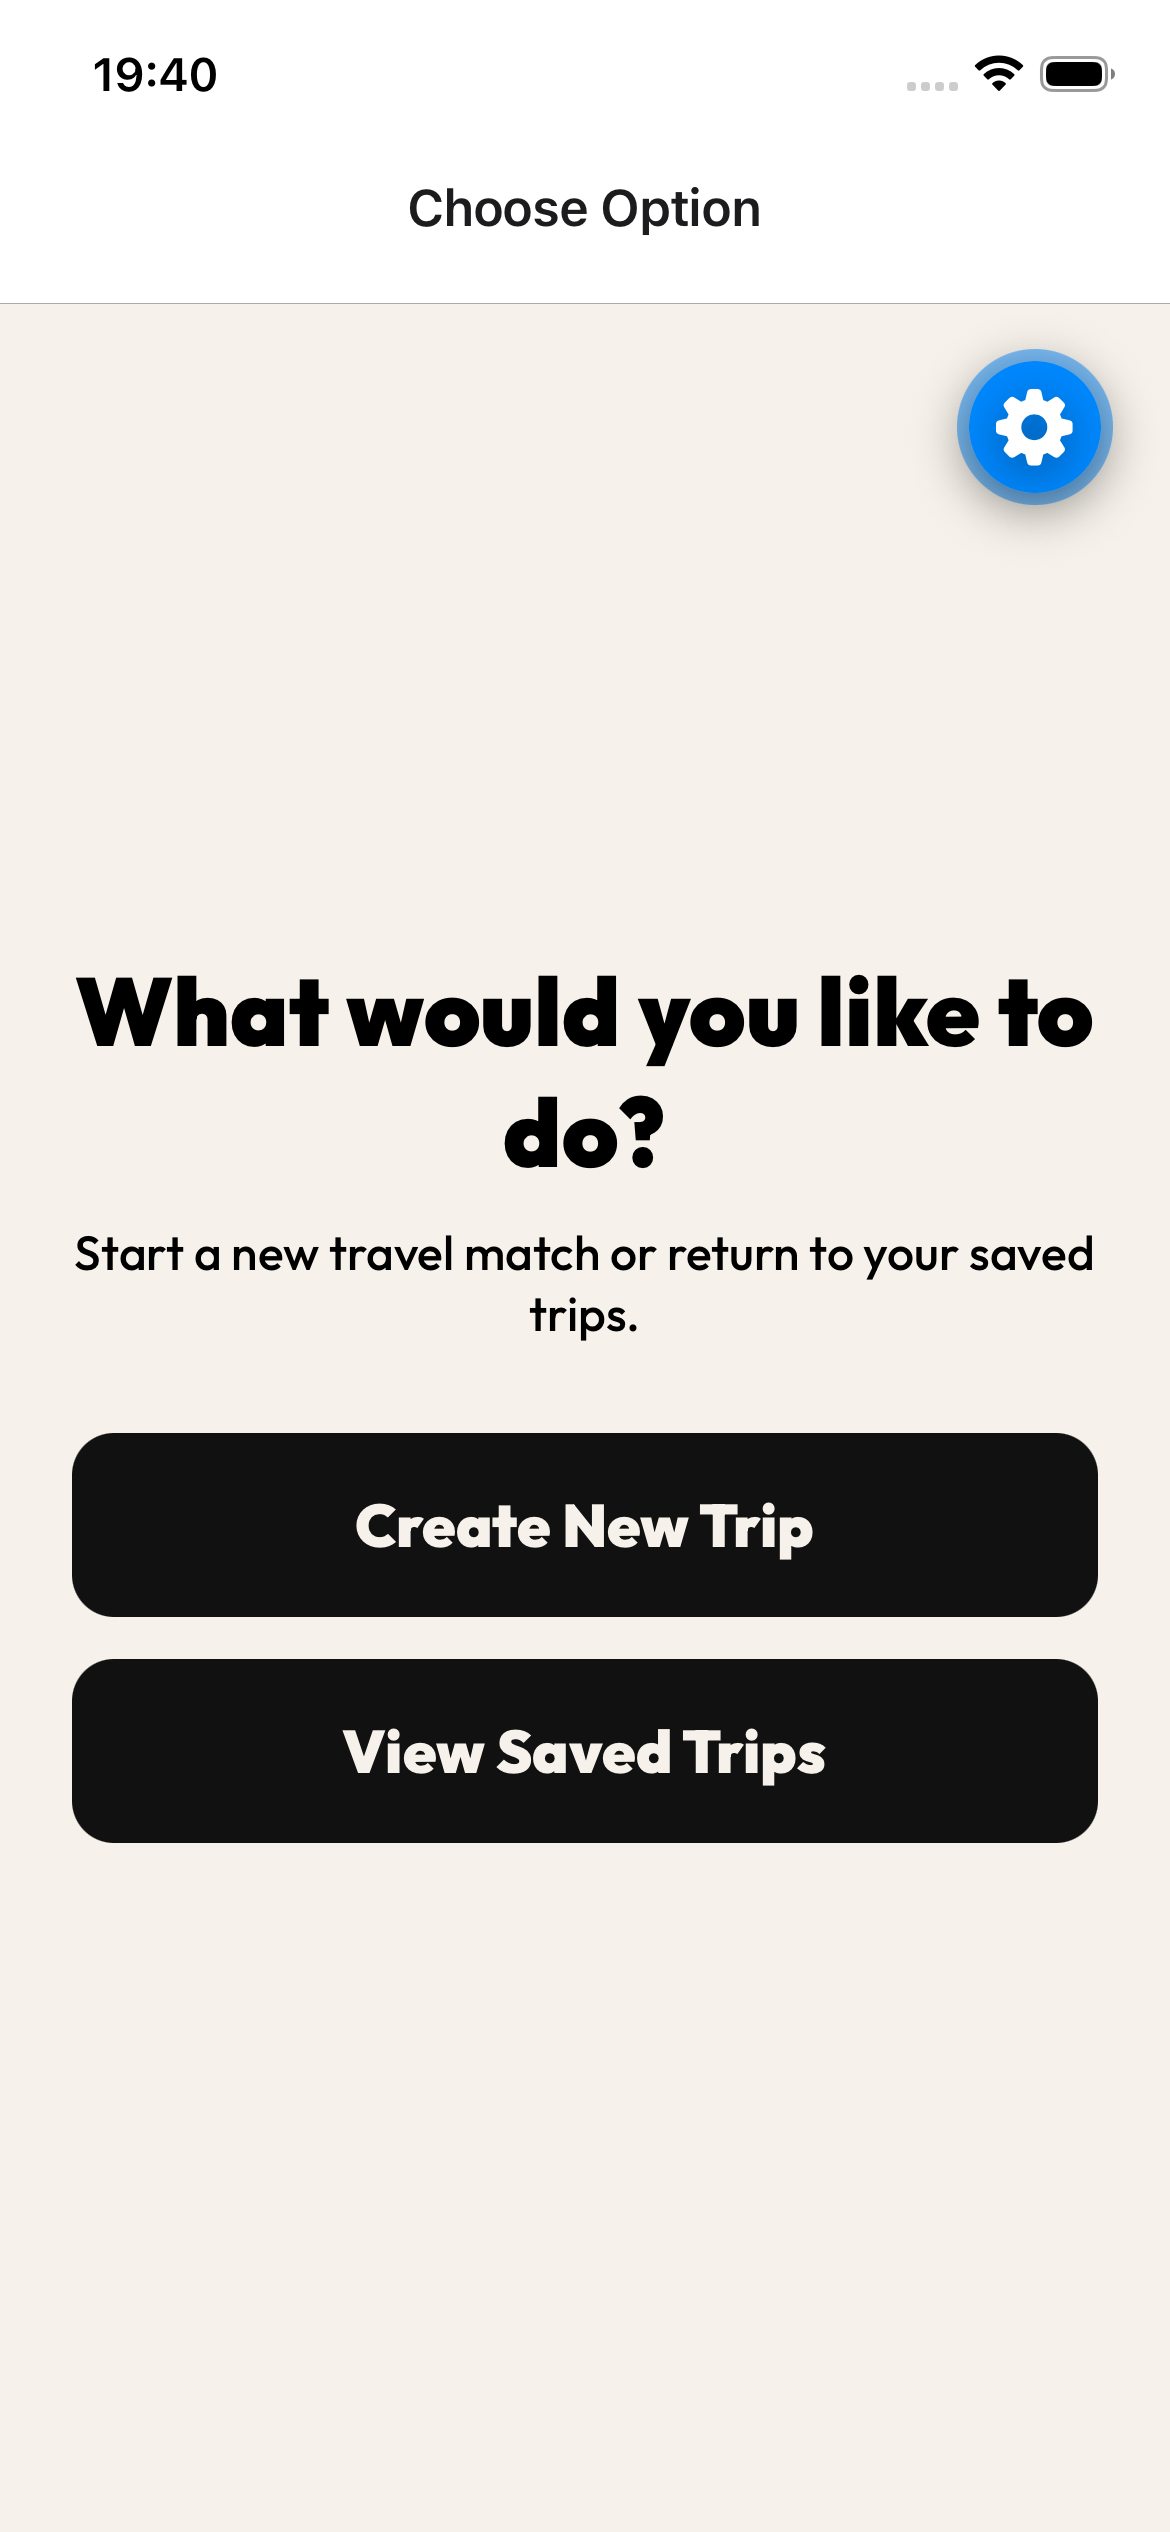 19:40
Choose Option
What would you like to
do?
Start a new travel match or return to your saved
trips.
Create New Trip
View Saved Trips